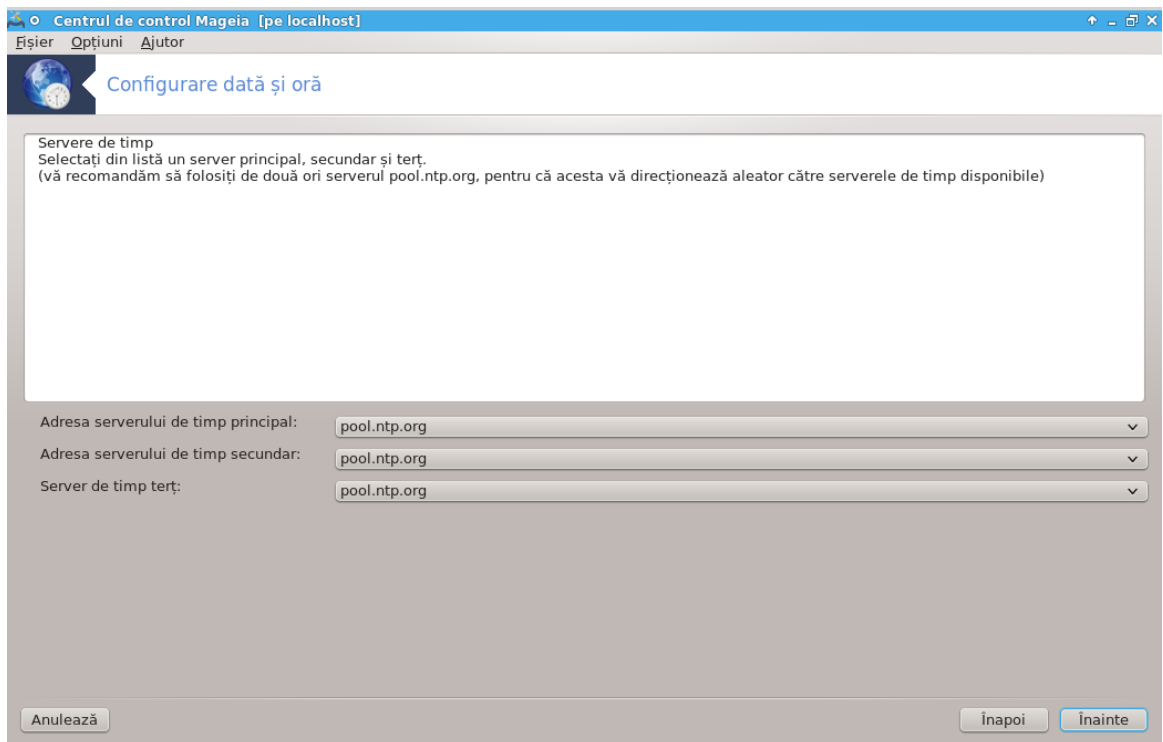 Centrul de control Mageia [pe localhost]
Fișier Opțiuni Ajutor
Configurare dată și oră
Servere de timp
Selectați din listă un server principal, secundar și terț.
(vă recomandăm să folosiți de două ori serverul pool.ntp.org, pentru că acesta vă direcționează aleator către serverele de timp disponibile)
Adresa serverului de timp principal: pool.ntp.org
Adresa serverului de timp secundar: pool.ntp.org
Server de timp terț: pool.ntp.org
Anulează Înapoi Înainte